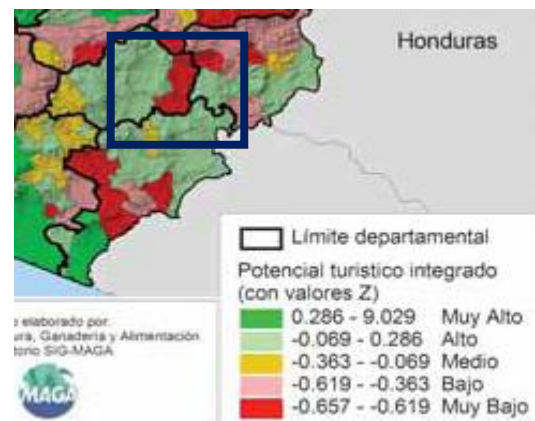 Honduras
Límite departamental
Potencial turistico integrado
(con valores Z)
0.286 - 9.029 Muy Alto
-0.069 - 0.286 Alto
-0.363 - -0.069 Medio
-0.619 - -0.363 Bajo
-0.657 - -0.619 Muy Bajo
elaborado por:
ura, Ganadería y Alimentación
torio SIG-MAGA
MAGA